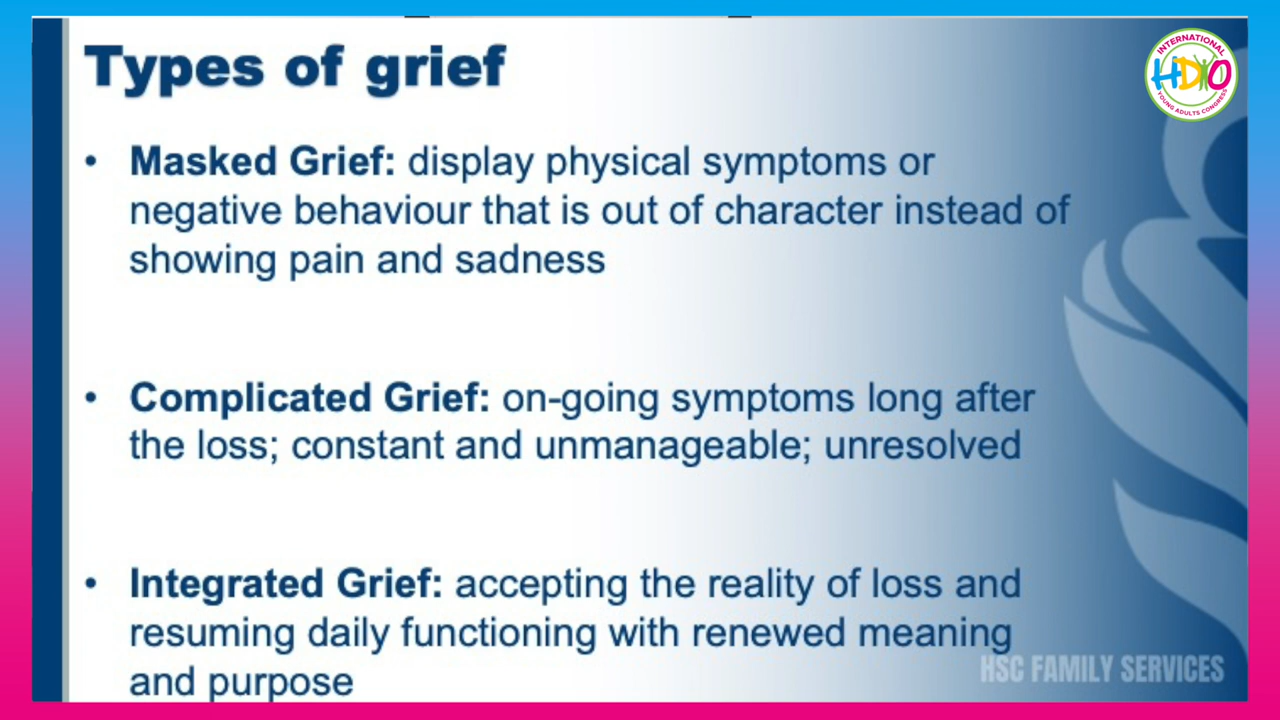 Types of grief
INTERNATIONAL
HDYO
YOUNG ADULTS CONGRESS
• Masked Grief: display physical symptoms or
negative behaviour that is out of character instead of
showing pain and sadness
• Complicated Grief: on-going symptoms long after
the loss; constant and unmanageable; unresolved
• Integrated Grief: accepting the reality of loss and
resuming daily functioning with renewed meaning
and purpose
HSC FAMILY SERVICES